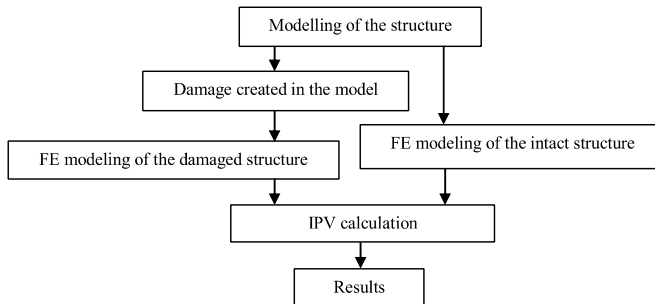 Modelling of the structure
Damage created in the model
FE modeling of the damaged structure
FE modeling of the intact structure
IPV calculation
Results